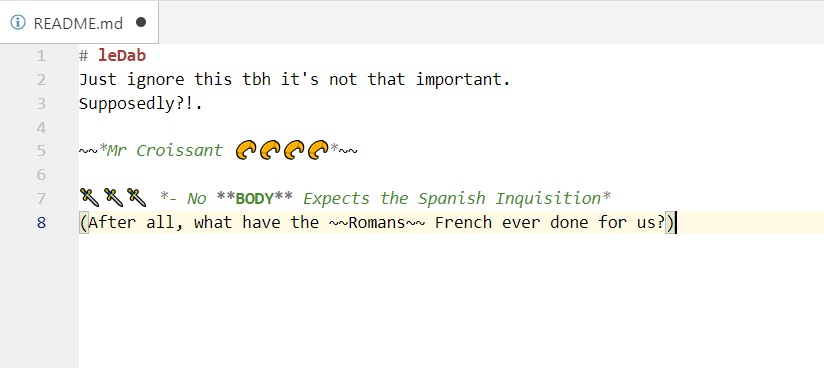 README.md
1 # leDab
2 Just ignore this tbh it's not that important.
3 Supposedly?!.
4
5 ~~*Mr Croissant 🥐🥐🥐🥐*~~
6
7 🗡🗡🗡 *- No **BODY** Expects the Spanish Inquisition*
8 (After all, what have the ~~Romans~~ French ever done for us?)